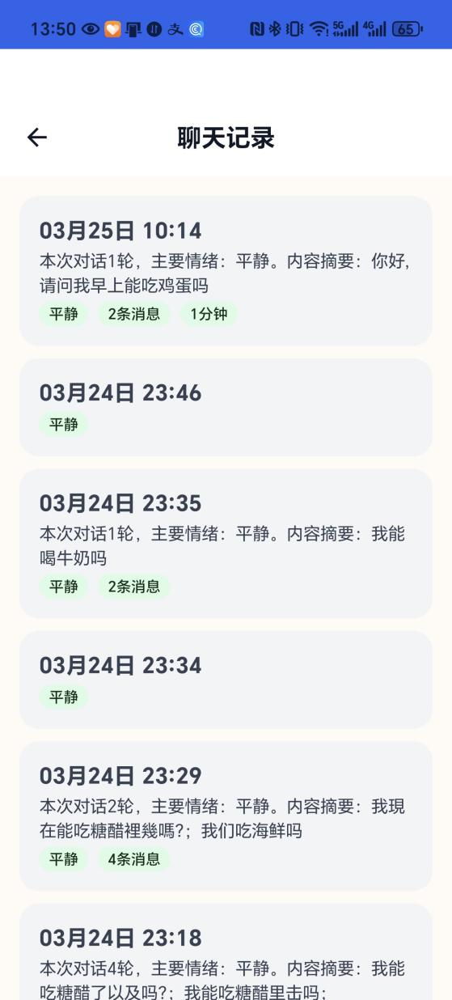 13:50 支 5G 4G 65
聊天记录
03月25日 10:14
本次对话1轮，主要情绪：平静。内容摘要：你好,
请问我早上能吃鸡蛋吗
平静 2条消息 1分钟
03月24日 23:46
平静
03月24日 23:35
本次对话1轮，主要情绪：平静。内容摘要：我能
喝牛奶吗
平静 2条消息
03月24日 23:34
平静
03月24日 23:29
本次对话2轮，主要情绪：平静。内容摘要：我現
在能吃糖醋裡幾嗎?；我们吃海鲜吗
平静 4条消息
03月24日 23:18
本次对话4轮，主要情绪：平静。内容摘要：我能
吃糖醋了以及吗?；我能吃糖醋里击吗；